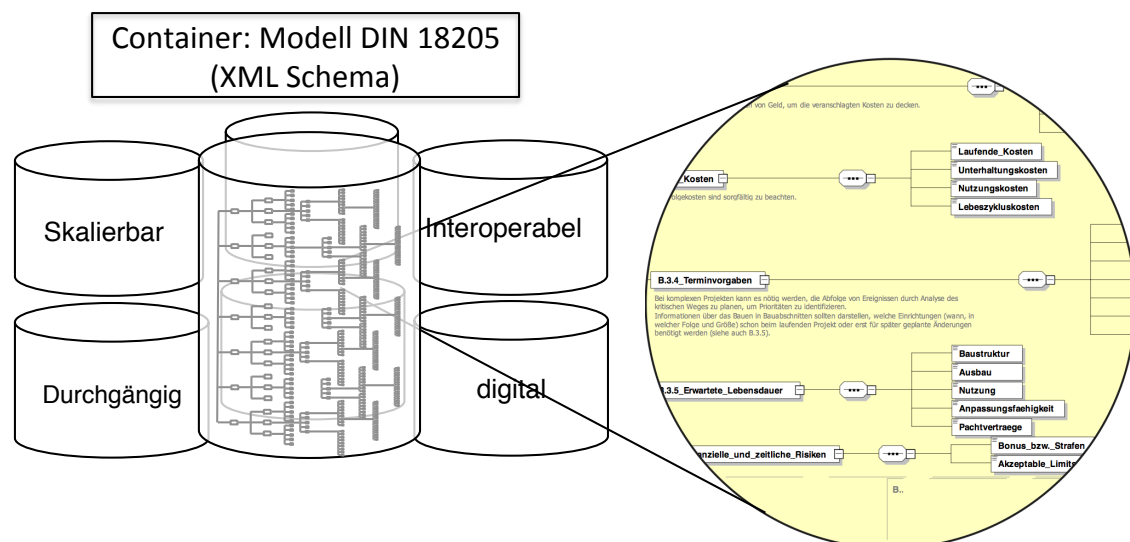 Container: Modell DIN 18205
(XML Schema)
Skalierbar
Interoperabel
Durchgängig
digital
von Geld, um die veranschlagten Kosten zu decken.
Laufende_Kosten
Unterhaltungskosten
_Kosten
Nutzungskosten
Lebeszykluskosten
olgekosten sind sorgfältig zu beachten.
B.3.4_Terminvorgaben
Bei komplexen Projekten kann es nötig werden, die Abfolge von Ereignissen durch Analyse des
kritischen Weges zu planen, um Prioritäten zu identifizieren.
Informationen über das Bauen in Bauabschnitten sollten darstellen, welche Einrichtungen (wann, in
welcher Folge und Größe) schon beim laufenden Projekt oder erst für später geplante Änderungen
benötigt werden (siehe auch B.3.5).
Baustruktur
Ausbau
.3.5_Erwartete_Lebensdauer
Nutzung
Anpassungsfaehigkeit
Pachtvertraege
Bonus_bzw._Strafen
anzielle_und_zeitliche_Risiken
Akzeptable_Limits
B..